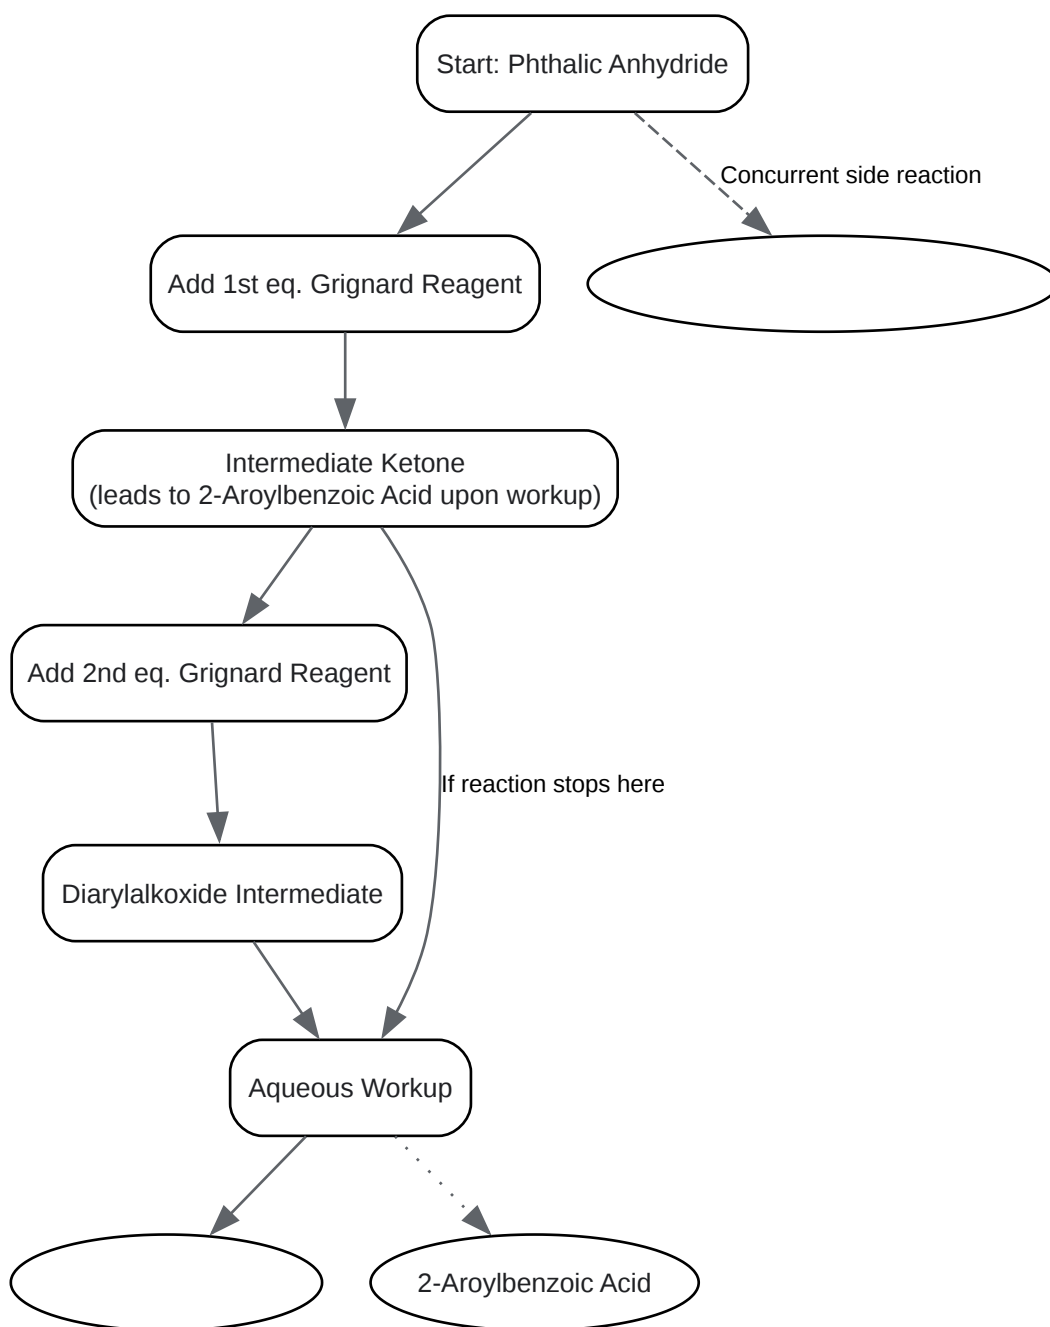 Start: Phthalic Anhydride
Concurrent side reaction
Add 1st eq. Grignard Reagent
Intermediate Ketone
(leads to 2-Aroylbenzoic Acid upon workup)
Add 2nd eq. Grignard Reagent
If reaction stops here
Diarylalkoxide Intermediate
Aqueous Workup
2-Aroylbenzoic Acid